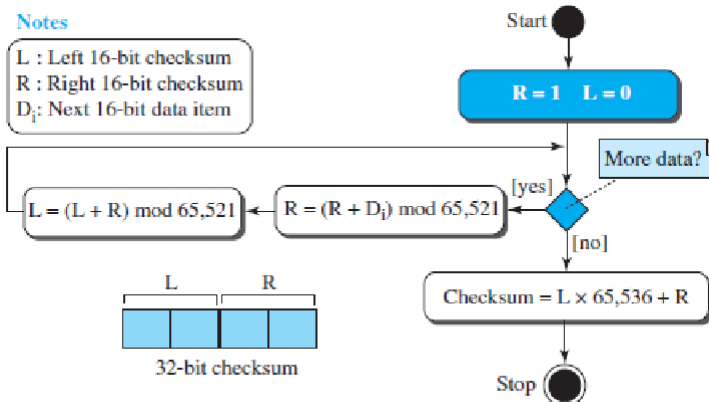 Notes
L : Left 16-bit checksum
R : Right 16-bit checksum
Dᵢ: Next 16-bit data item
Start
R = 1 L = 0
More data?
[yes]
L = (L + R) mod 65,521
R = (R + Dᵢ) mod 65,521
[no]
L R
Checksum = L × 65,536 + R
32-bit checksum
Stop